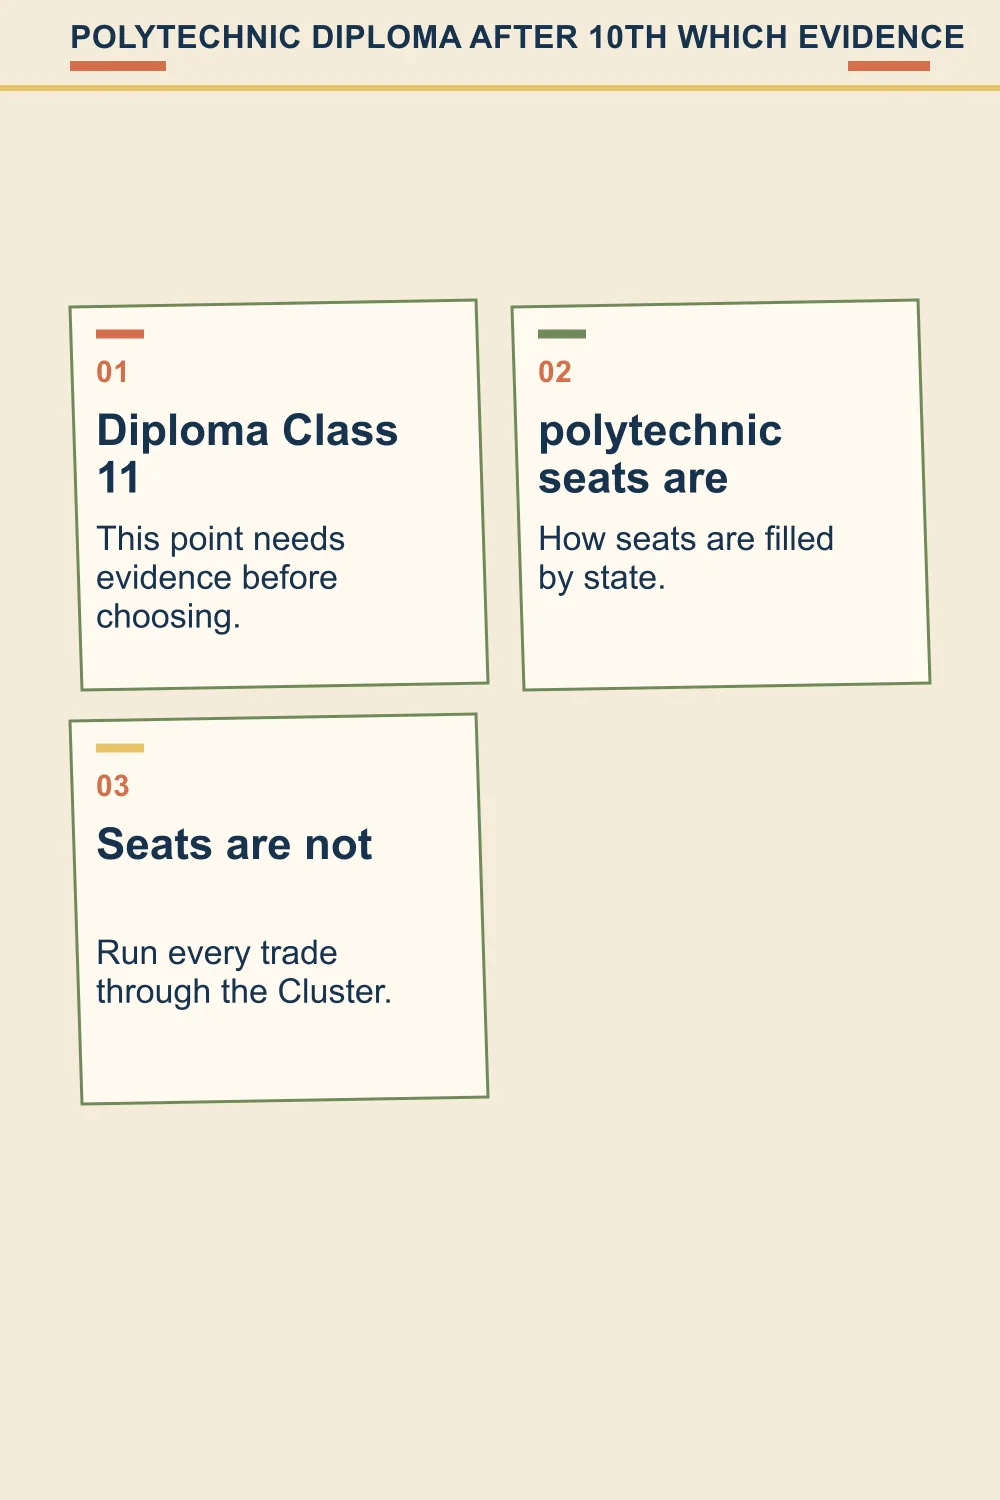 POLYTECHNIC DIPLOMA AFTER 10TH WHICH EVIDENCE
01
Diploma Class
11
This point needs
evidence before
choosing.
02
polytechnic
seats are
How seats are filled
by state.
03
Seats are not
Run every trade
through the Cluster.